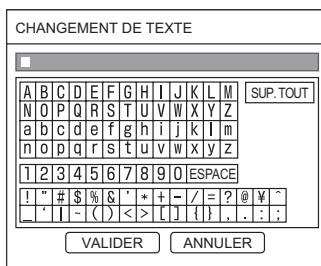 CHANGEMENT DE TEXTE
A B C D E F G H I J K L M SUP. TOUT
N O P Q R S T U V W X Y Z
a b c d e f g h i j k l m
n o p q r s t u v w x y z
1 2 3 4 5 6 7 8 9 0 ESPACE
! " # $ % & ' * + - / = ? @ ¥ ^
_ ‘ | ~ ( ) < > [ ] { } , . : ;
VALIDER ANNULER